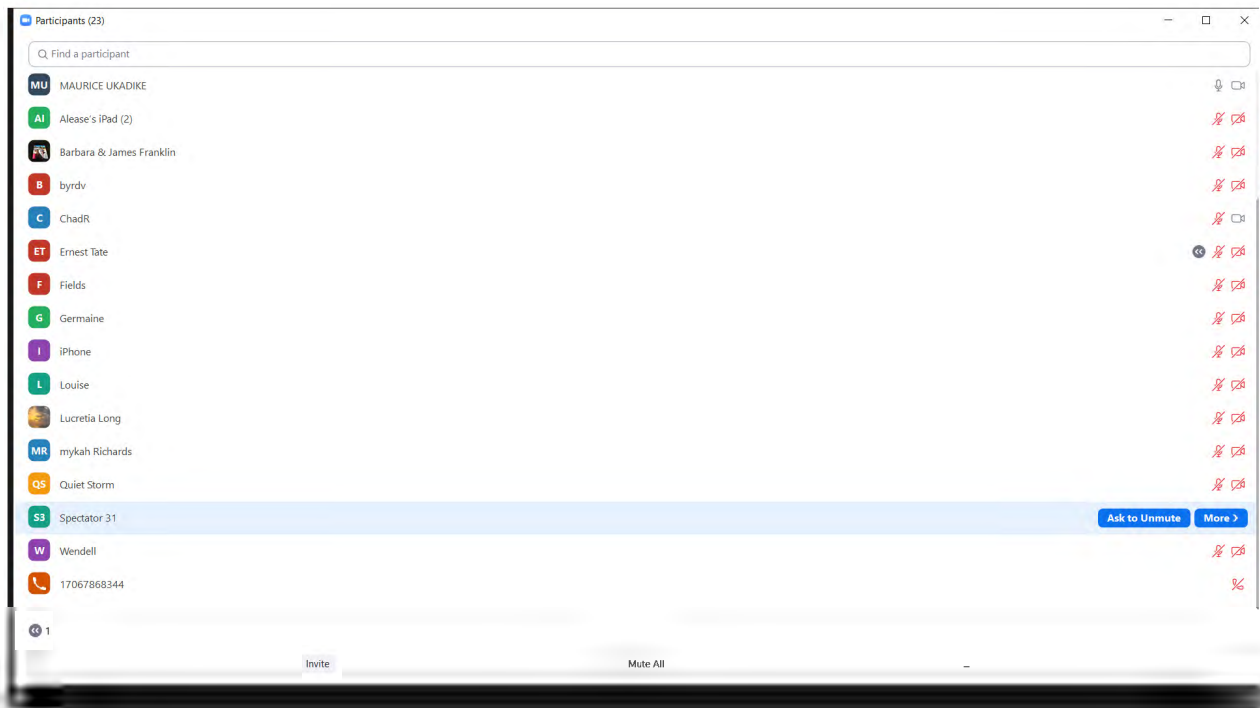 Participants (23)
Find a participant
MU MAURICE UKADIKE
AI Alease's iPad (2)
Barbara & James Franklin
B byrdv
C ChadR
ET Ernest Tate
F Fields
G Germaine
I iPhone
L Louise
Lucretia Long
MR mykah Richards
QS Quiet Storm
S3 Spectator 31 Ask to Unmute More >
W Wendell
17067868344
1
Invite Mute All